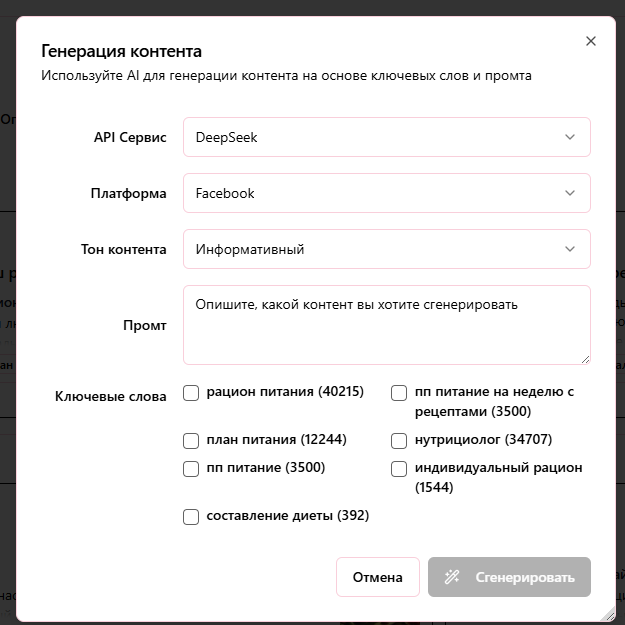 Генерация контента
Используйте AI для генерации контента на основе ключевых слов и промта
API Сервис
DeepSeek
Платформа
Facebook
Тон контента
Информативный
Промт
Опишите, какой контент вы хотите сгенерировать
Ключевые слова
рацион питания (40215)
пп питание на неделю с
рецептами (3500)
план питания (12244)
нутрициолог (34707)
пп питание (3500)
индивидуальный рацион
(1544)
составление диеты (392)
Отмена
Сгенерировать